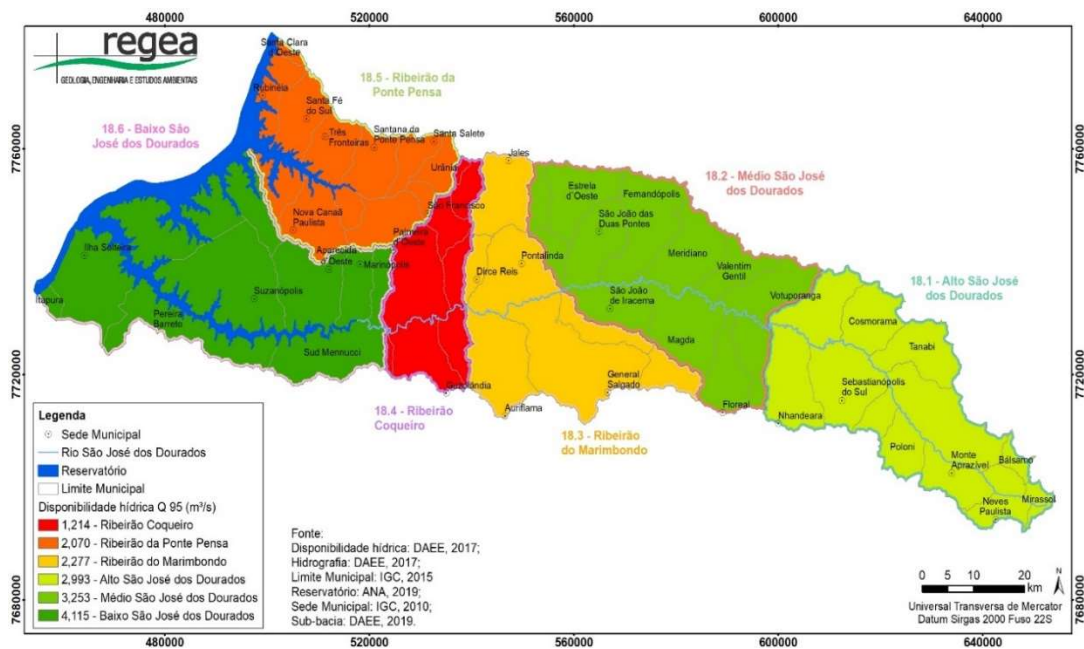 480000 520000 560000 600000 640000
regea
GEOLOGIA, ENGENHARIA E ESTUDOS AMBIENTAIS
Santa Clara
d´Oeste
18.5 - Ribeirão da
Ponte Pensa
Rubinéia
Santa Fé
do Sul
Três
Fronteiras
Santana da
Ponte Pensa
Santa Salete
18.6 - Baixo São
José dos Dourados
7760000
7760000
Urânia
Jales
18.2 - Médio São José
dos Dourados
Estrela
d´Oeste
Fernandópolis
São João das
Duas Pontes
Nova Canaã
Paulista
São Francisco
Palmeira
d´Oeste
Aparecida
d´Oeste
Marinópolis
Ilha Solteira
Meridiano
Valentim
Gentil
Pontalinda
Dirce Reis
Suzanápolis
Itapura
Pereira
Barreto
São João
de Iracema
Votuporanga
18.1 - Alto São José
dos Dourados
Cosmorama
Tanabi
Magda
Sud Mennucci
7720000
7720000
General
Salgado
Sebastianópolis
do Sul
Guzolândia
Auriflama
Floreal
Nhandeara
18.4 - Ribeirão
Coqueiro
18.3 - Ribeirão
do Marimbondo
Poloni
Monte
Aprazível
Bálsamo
Neves
Paulista
Mirassol
Legenda
Sede Municipal
Rio São José dos Dourados
Reservatório
Limite Municipal
Disponibilidade hídrica Q 95 (m³/s)
1,214 - Ribeirão Coqueiro
2,070 - Ribeirão da Ponte Pensa
2,277 - Ribeirão do Marimbondo
2,993 - Alto São José dos Dourados
3,253 - Médio São José dos Dourados
4,115 - Baixo São José dos Dourados
Fonte:
Disponibilidade hídrica: DAEE, 2017;
Hidrografia: DAEE, 2017;
Limite Municipal: IGC, 2015
Reservatório: ANA, 2019;
Sede Municipal: IGC, 2010;
Sub-bacia: DAEE, 2019.
0 5 10 20
km
N
Universal Transversa de Mercator
Datum Sirgas 2000 Fuso 22S
7680000
7680000
480000 520000 560000 600000 640000